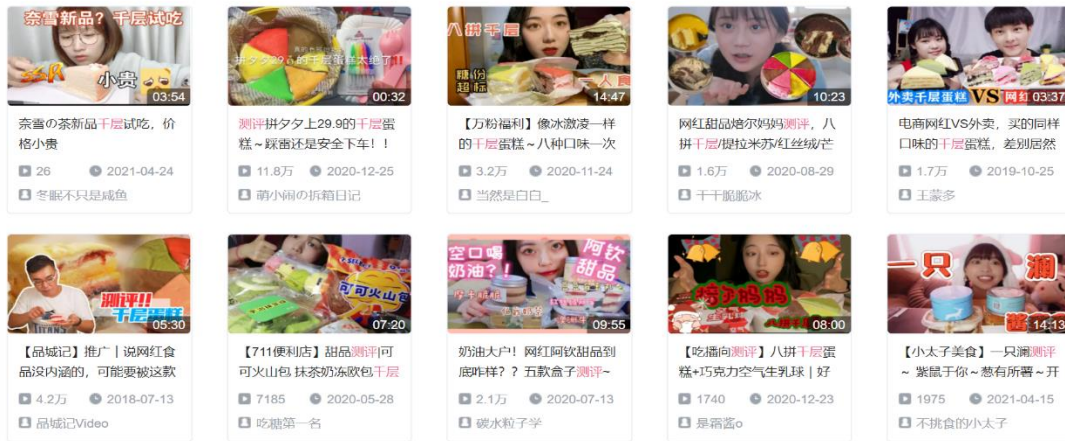 奈雪新品？千层试吃
小贵
03:54
奈雪の茶新品千层试吃，价
格小贵
26 2021-04-24
冬眠不只是咸鱼
00:32
测评拼夕夕上29.9的千层蛋
糕～踩雷还是安全下车！！
11.8万 2020-12-25
萌小闹の拆箱日记
八拼千层
糖份
超标
一人食
14:47
【万粉福利】像冰激凌一样
的千层蛋糕～八种口味一次
3.2万 2020-11-24
当然是白白_
10:23
网红甜品焙尔妈妈测评，八
拼千层/提拉米苏/红丝绒/芒
1.6万 2020-08-29
干干脆脆冰
外卖千层蛋糕 VS 网红
03:37
电商网红VS外卖，买的同样
口味的千层蛋糕，差别居然
1.7万 2019-10-25
王蒙多
测评!!
千层蛋糕
05:30
【品城记】推广丨说网红食
品没内涵的，可能要被这款
4.2万 2018-07-13
品城记Video
可可火山包
07:20
【711便利店】甜品测评|可
可火山包 抹茶奶冻欧包千层
7185 2020-05-28
吃糖第一名
空口喝
奶油？！
阿钦
甜品
09:55
奶油大户！网红阿钦甜品到
底咋样？？五款盒子测评~
2.1万 2020-07-13
碳水粒子学
焙尔妈妈
08:00
【吃播向测评】八拼千层蛋
糕+巧克力空气生乳球｜好
1740 2020-12-23
是霜酱o
一只 澜
14:13
【小太子美食】一只澜测评
～ 紫鼠于你～葱有所署～开
1975 2021-04-15
不挑食的小太子